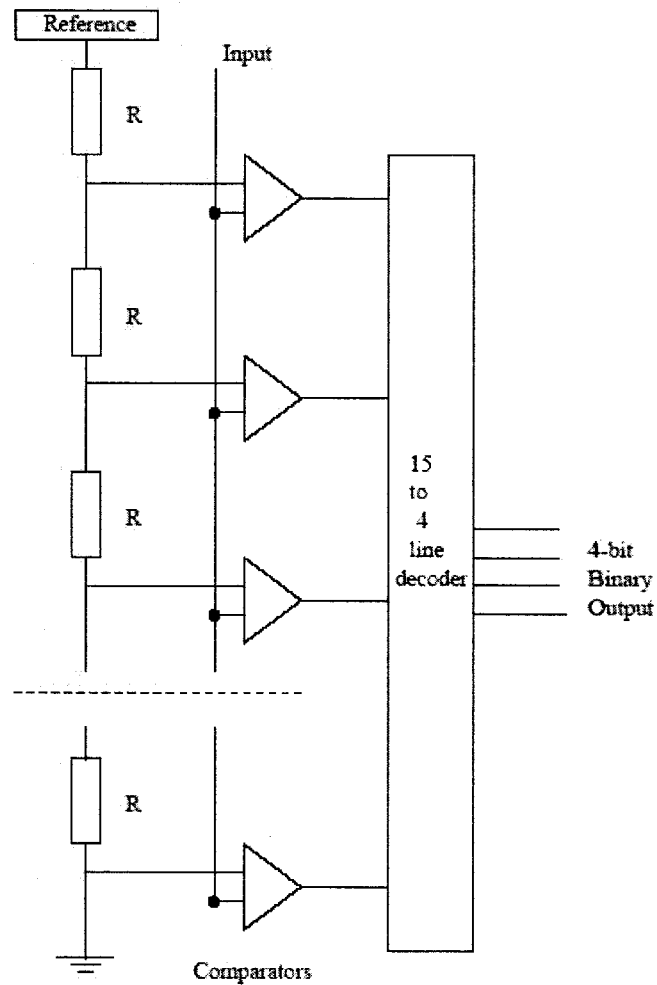 Reference
Input
R
R
R
15
to
4
line
decoder
4-bit
Binary
Output
R
Comparators